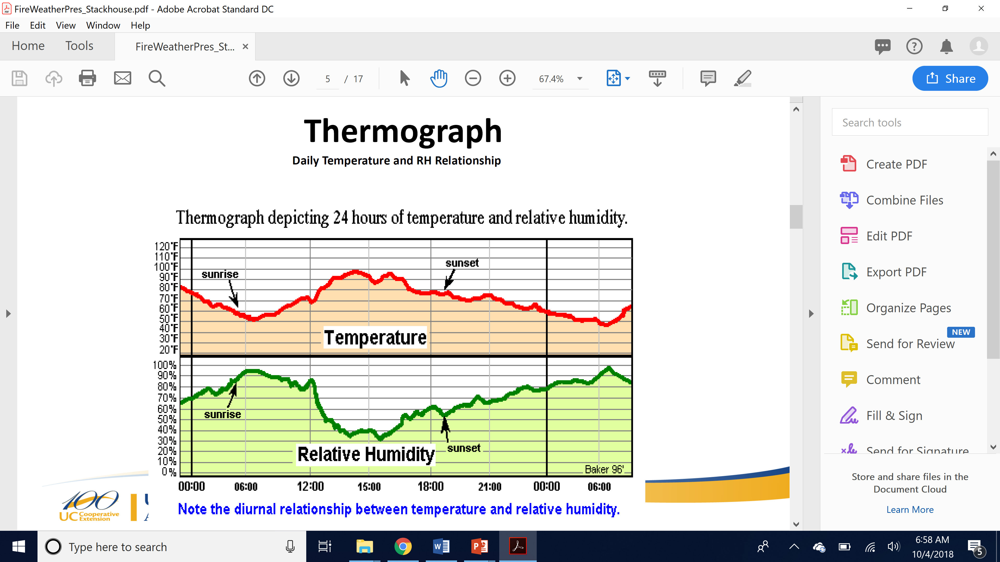 FireWeatherPres_Stackhouse.pdf - Adobe Acrobat Standard DC
File Edit View Window Help
Home Tools FireWeatherPres_St... ×
5 / 17 67.4% Share
Thermograph
Daily Temperature and RH Relationship
Thermograph depicting 24 hours of temperature and relative humidity.
120°F
110°F
100°F
90°F
80°F
70°F
60°F
50°F
40°F
30°F
20°F
sunrise
sunset
Temperature
100%
90%
80%
70%
60%
50%
40%
30%
20%
10%
0%
sunrise
sunset
Relative Humidity
Baker 96'
00:00 06:00 12:00 15:00 18:00 21:00 00:00 06:00
Note the diurnal relationship between temperature and relative humidity.
100
UC Cooperative
Extension
Search tools
Create PDF
Combine Files
Edit PDF
Export PDF
Organize Pages
NEW
Send for Review
Comment
Fill & Sign
Send for Signature
Store and share files in the
Document Cloud
Learn More
Type here to search
6:58 AM
10/4/2018
5